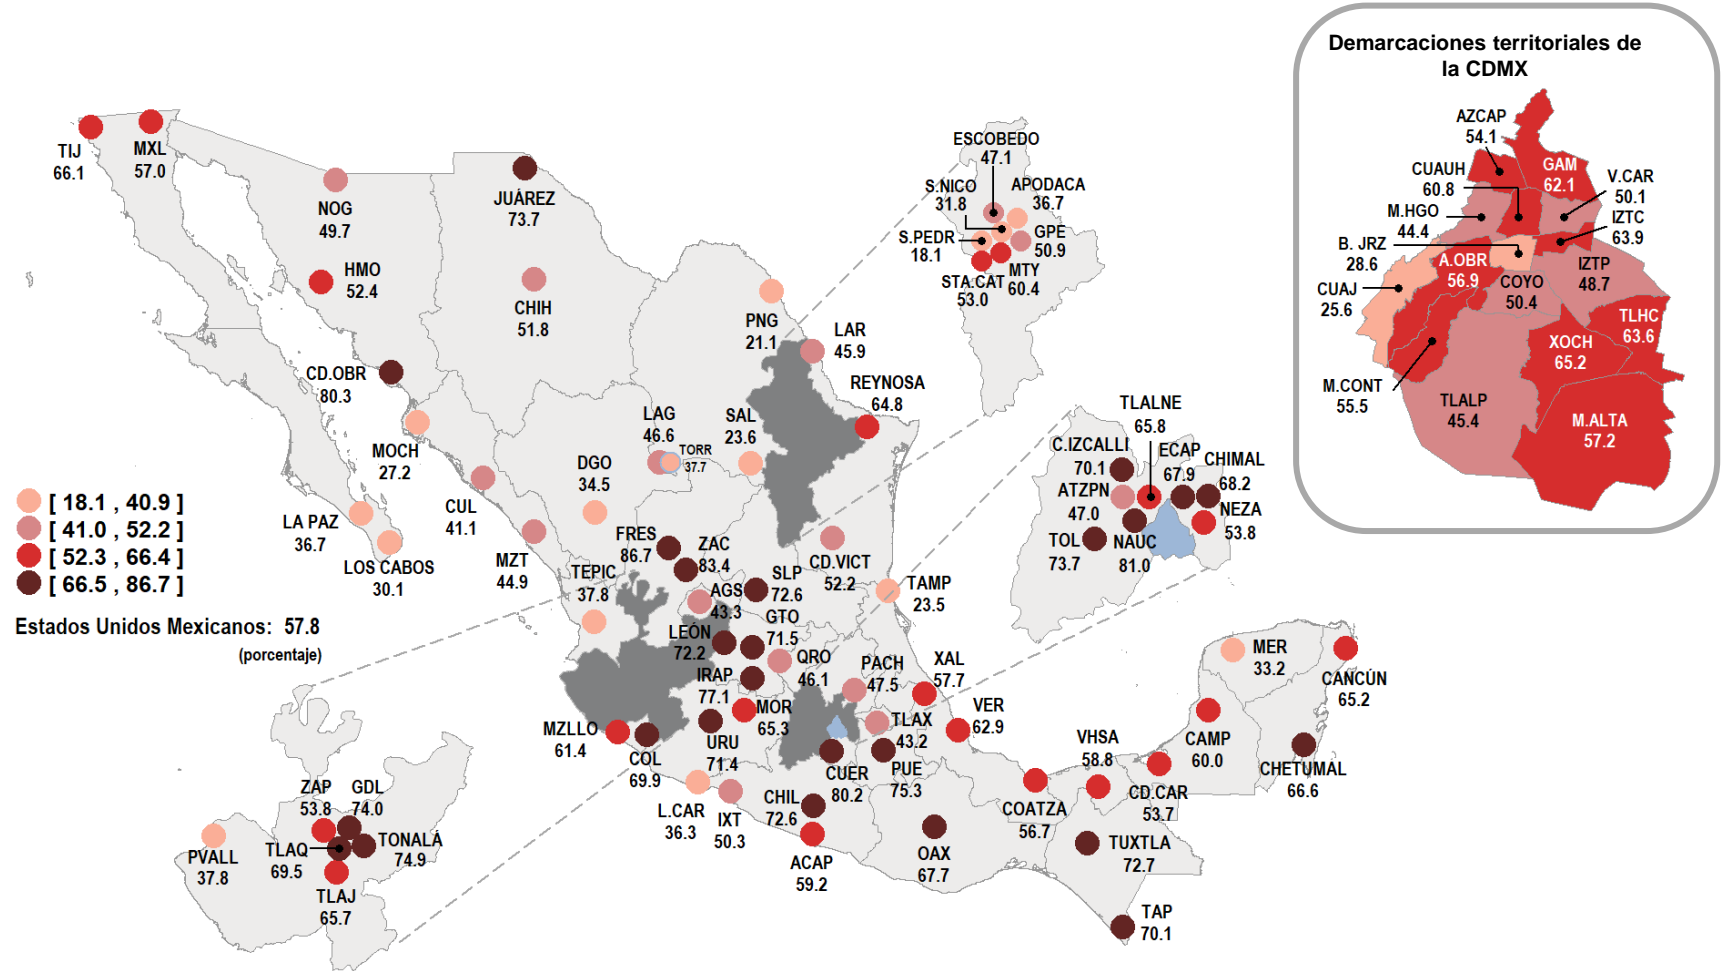 Demarcaciones territoriales de
la CDMX
AZCAP
54.1
GAM
62.1
CUAUH
60.8
V.CAR
50.1
M.HGO
44.4
IZTC
63.9
B. JRZ
28.6
A.OBR
56.9
IZTP
48.7
CUAJ
25.6
COYO
50.4
TLHC
63.6
XOCH
65.2
M.CONT
55.5
TLALP
45.4
M.ALTA
57.2
TIJ
66.1
MXL
57.0
NOG
49.7
JUÁREZ
73.7
HMO
52.4
CHIH
51.8
ESCOBEDO
47.1
S.NICO
31.8
APODACA
36.7
S.PEDR
18.1
GPE
50.9
STA.CAT
53.0
MTY
60.4
PNG
21.1
LAR
45.9
CD.OBR
80.3
REYNOSA
64.8
MOCH
27.2
LAG
46.6
TORR
37.7
SAL
23.6
DGO
34.5
CUL
41.1
TLALNE
65.8
C.IZCALLI
70.1
ECAP
67.9
CHIMAL
68.2
ATZPN
47.0
NEZA
53.8
TOL
73.7
NAUC
81.0
[ 18.1 , 40.9 ]
[ 41.0 , 52.2 ]
[ 52.3 , 66.4 ]
[ 66.5 , 86.7 ]
Estados Unidos Mexicanos: 57.8
(porcentaje)
LA PAZ
36.7
LOS CABOS
30.1
MZT
44.9
FRES
86.7
ZAC
83.4
CD.VICT
52.2
TEPIC
37.8
AGS
43.3
SLP
72.6
TAMP
23.5
LEÓN
72.2
GTO
71.5
IRAP
77.1
QRO
46.1
PACH
47.5
XAL
57.7
MER
33.2
CANCÚN
65.2
MZLLO
61.4
COL
69.9
URU
71.4
MOR
65.3
TLAX
43.2
VER
62.9
CUER
80.2
PUE
75.3
VHSA
58.8
CAMP
60.0
CHETUMAL
66.6
CD.CAR
53.7
L.CAR
36.3
IXT
50.3
CHIL
72.6
ACAP
59.2
OAX
67.7
COATZA
56.7
TUXTLA
72.7
TAP
70.1
ZAP
53.8
GDL
74.0
PVALL
37.8
TLAQ
69.5
TONALÁ
74.9
TLAJ
65.7